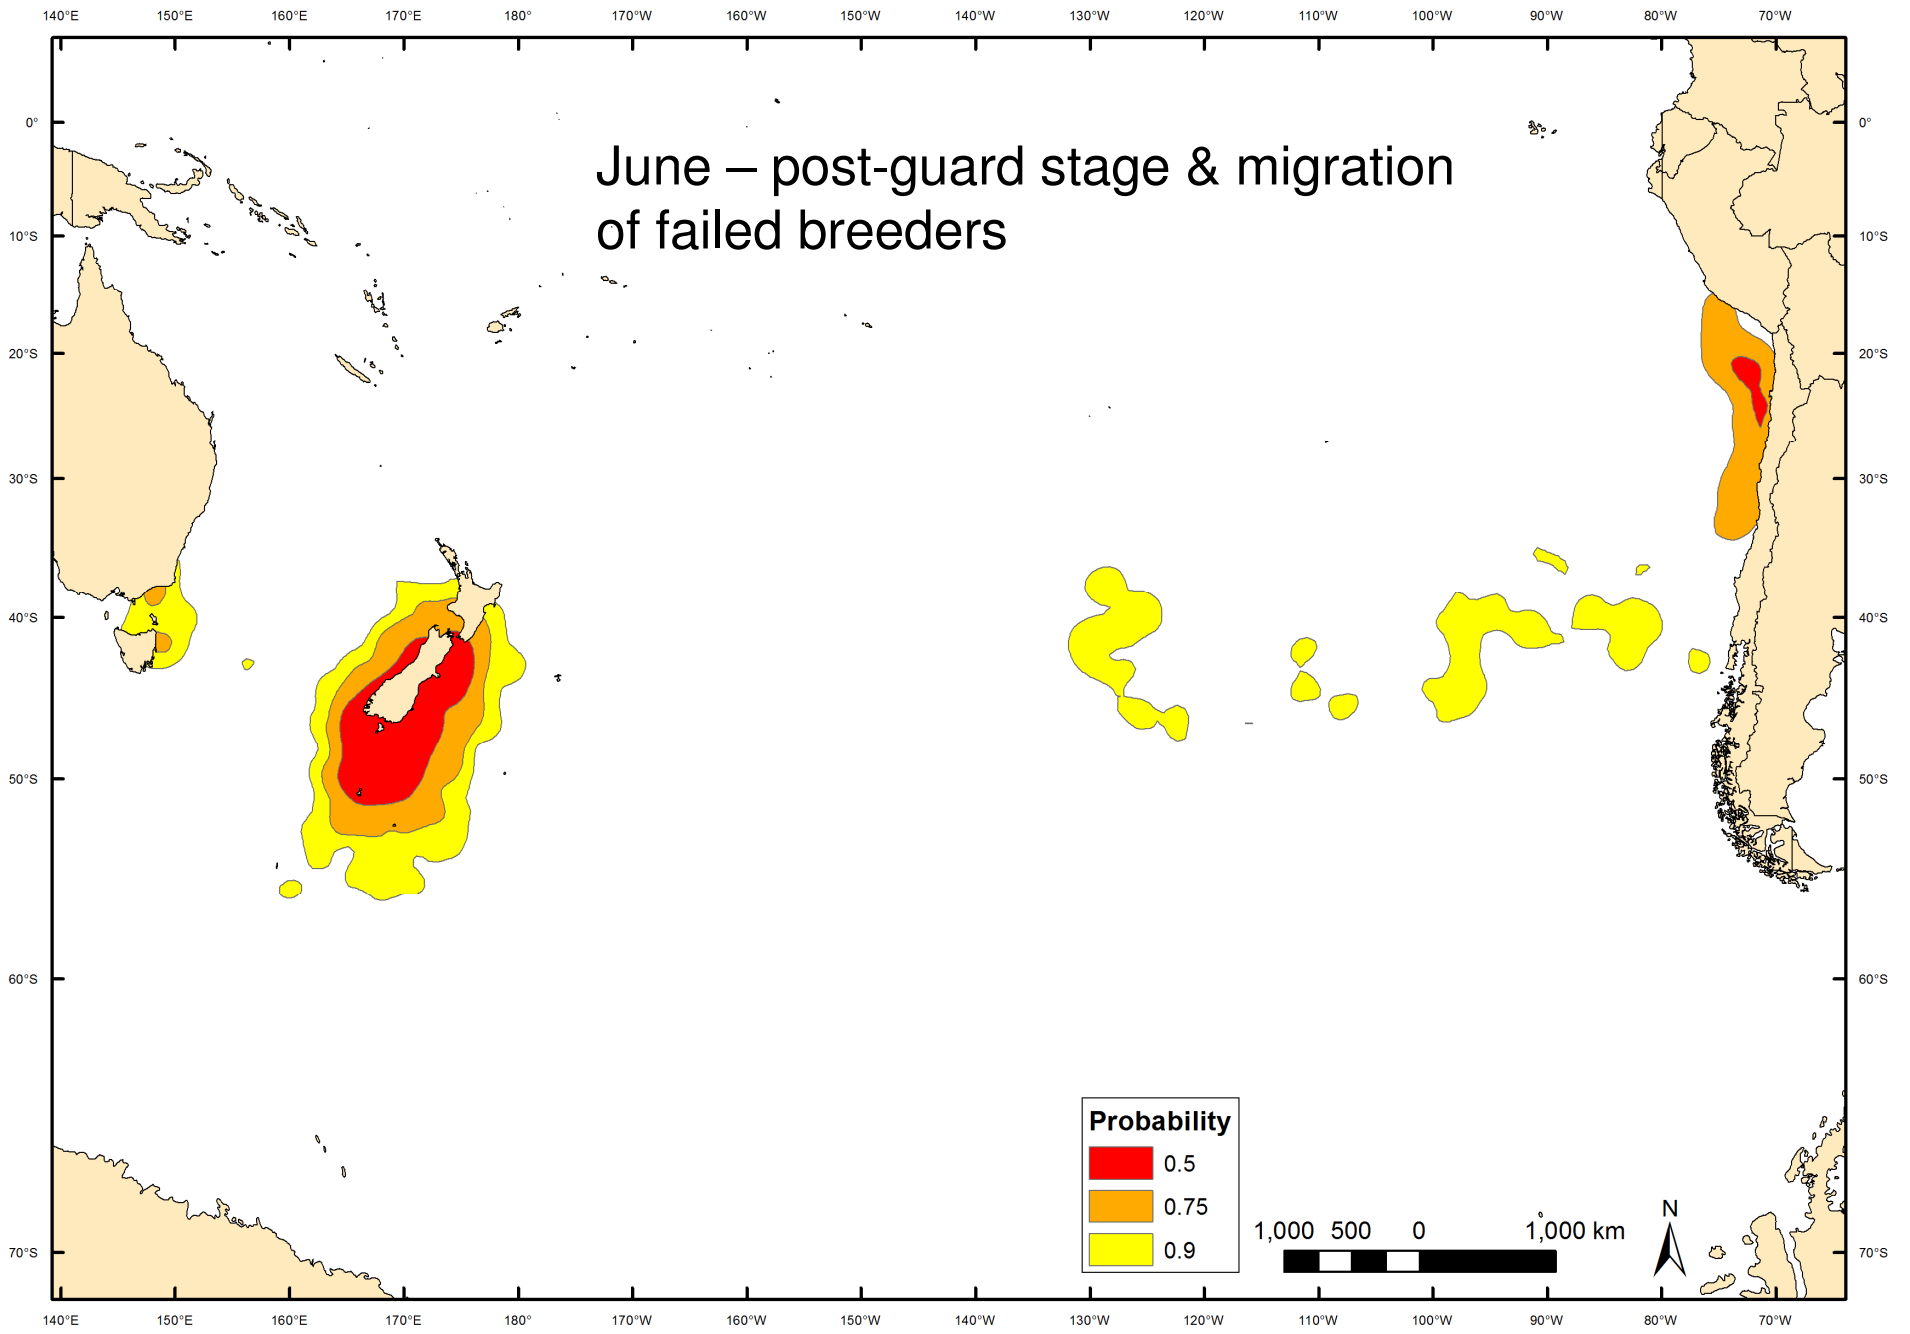 140°E 150°E 160°E 170°E 180° 170°W 160°W 150°W 140°W 130°W 120°W 110°W 100°W 90°W 80°W 70°W
0° 0°
June – post-guard stage & migration
of failed breeders
10°S 10°S
20°S 20°S
30°S 30°S
40°S 40°S
50°S 50°S
60°S 60°S
Probability
0.5
0.75
0.9
N
1,000 500 0 1,000 km
70°S 70°S
140°E 150°E 160°E 170°E 180° 170°W 160°W 150°W 140°W 130°W 120°W 110°W 100°W 90°W 80°W 70°W